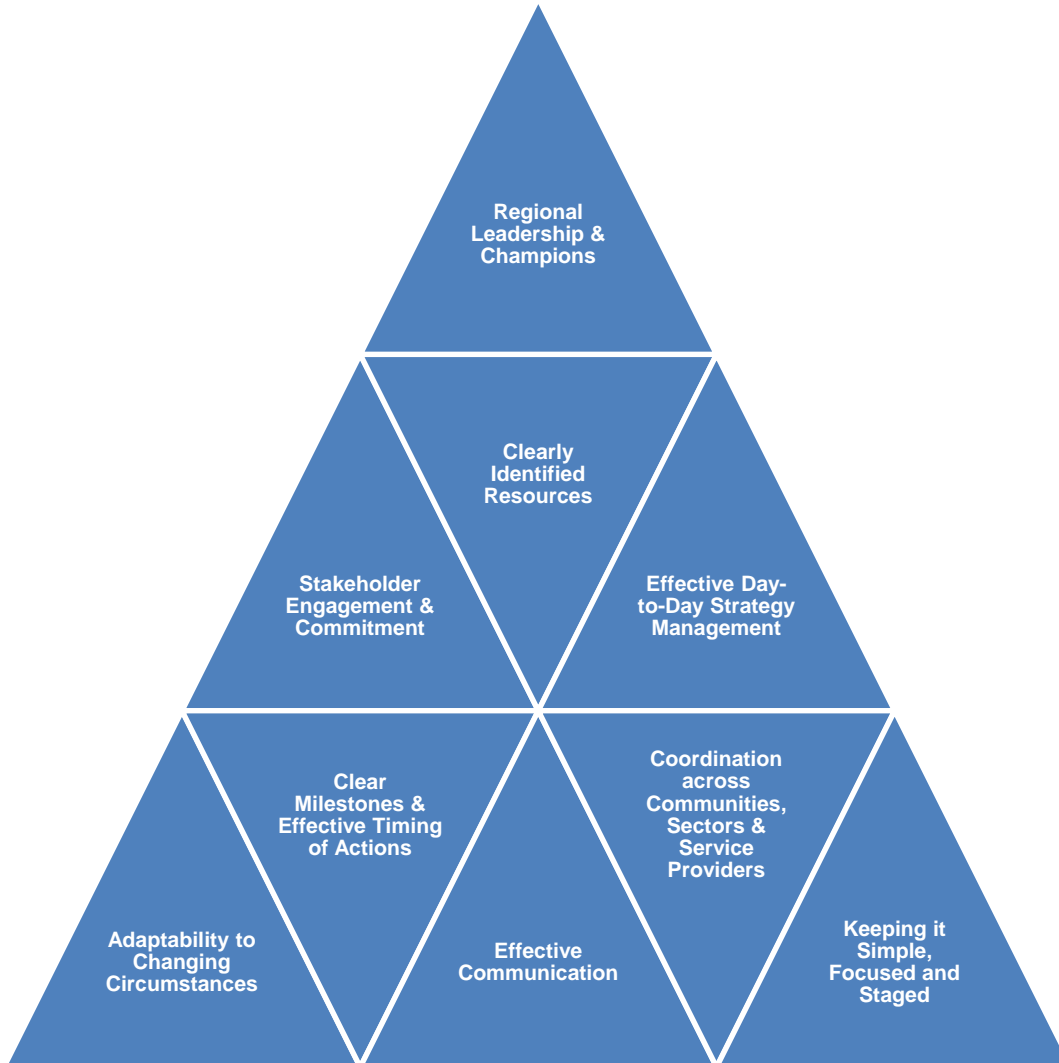 Regional
Leadership &
Champions
Clearly
Identified
Resources
Stakeholder
Engagement &
Commitment
Effective Day-
to-Day Strategy
Management
Clear
Milestones &
Effective Timing
of Actions
Coordination
across
Communities,
Sectors &
Service
Providers
Adaptability to
Changing
Circumstances
Effective
Communication
Keeping it
Simple,
Focused and
Staged